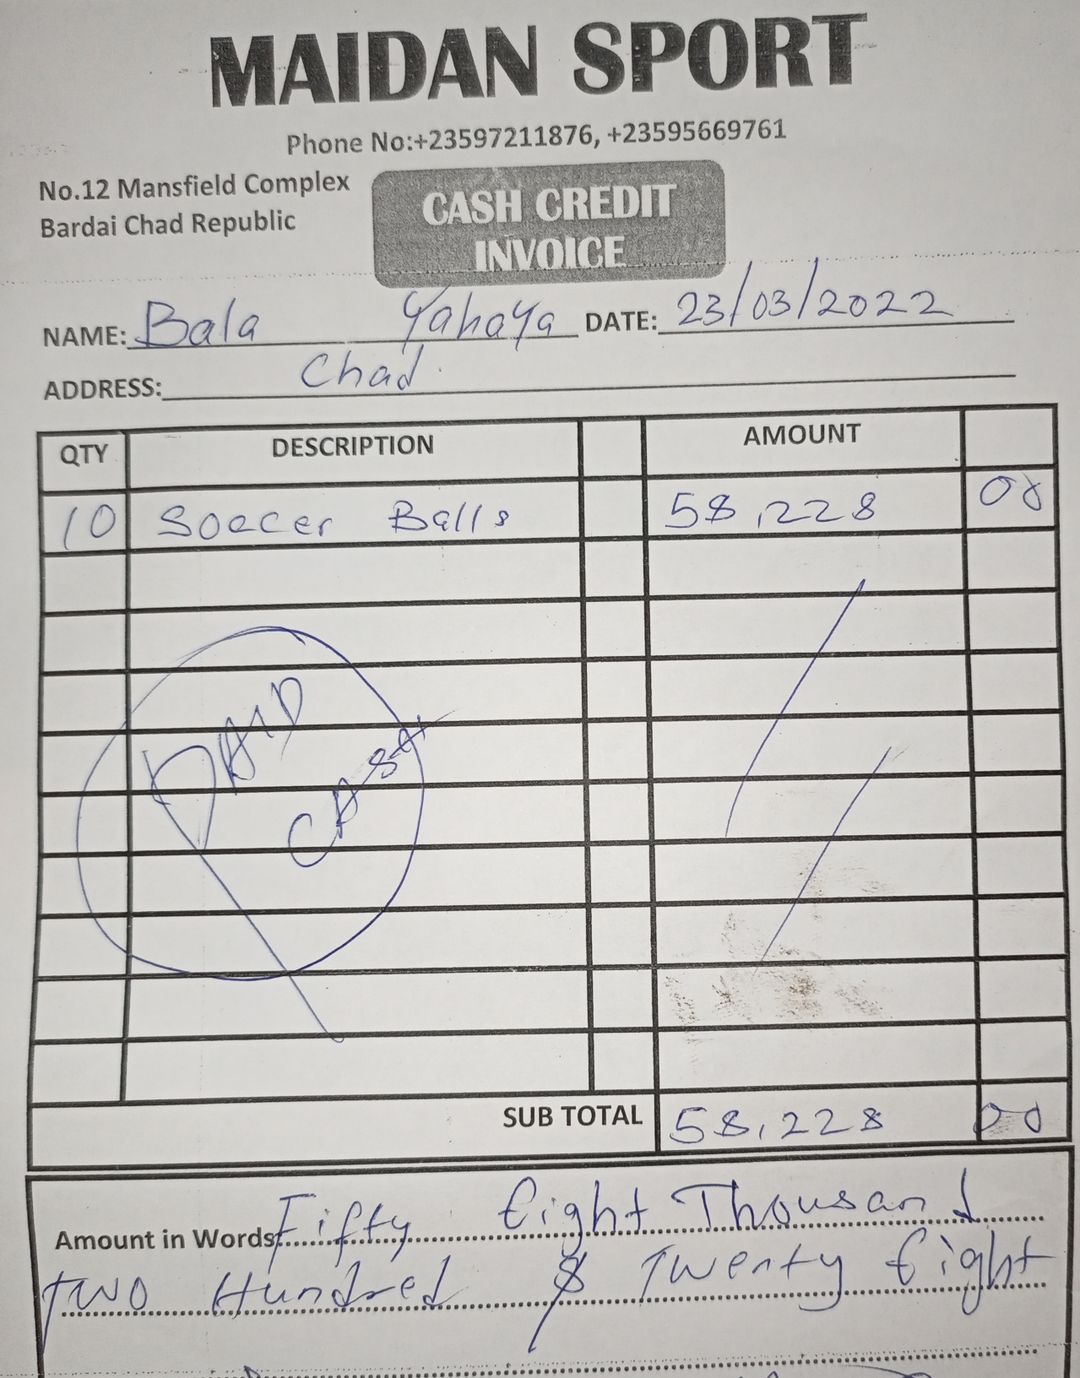 MAIDAN SPORT
Phone No:+23597211876, +23595669761
No.12 Mansfield Complex
Bardai Chad Republic
CASH CREDIT
INVOICE
NAME: Bala Yahaya DATE: 23/03/2022
ADDRESS: Chad
QTY DESCRIPTION AMOUNT
10 Soccer Balls 58,228 00
PAID
CASH
SUB TOTAL 58,228 00
Amount in Words: Fifty Eight Thousand
Two Hundred & Twenty Eight